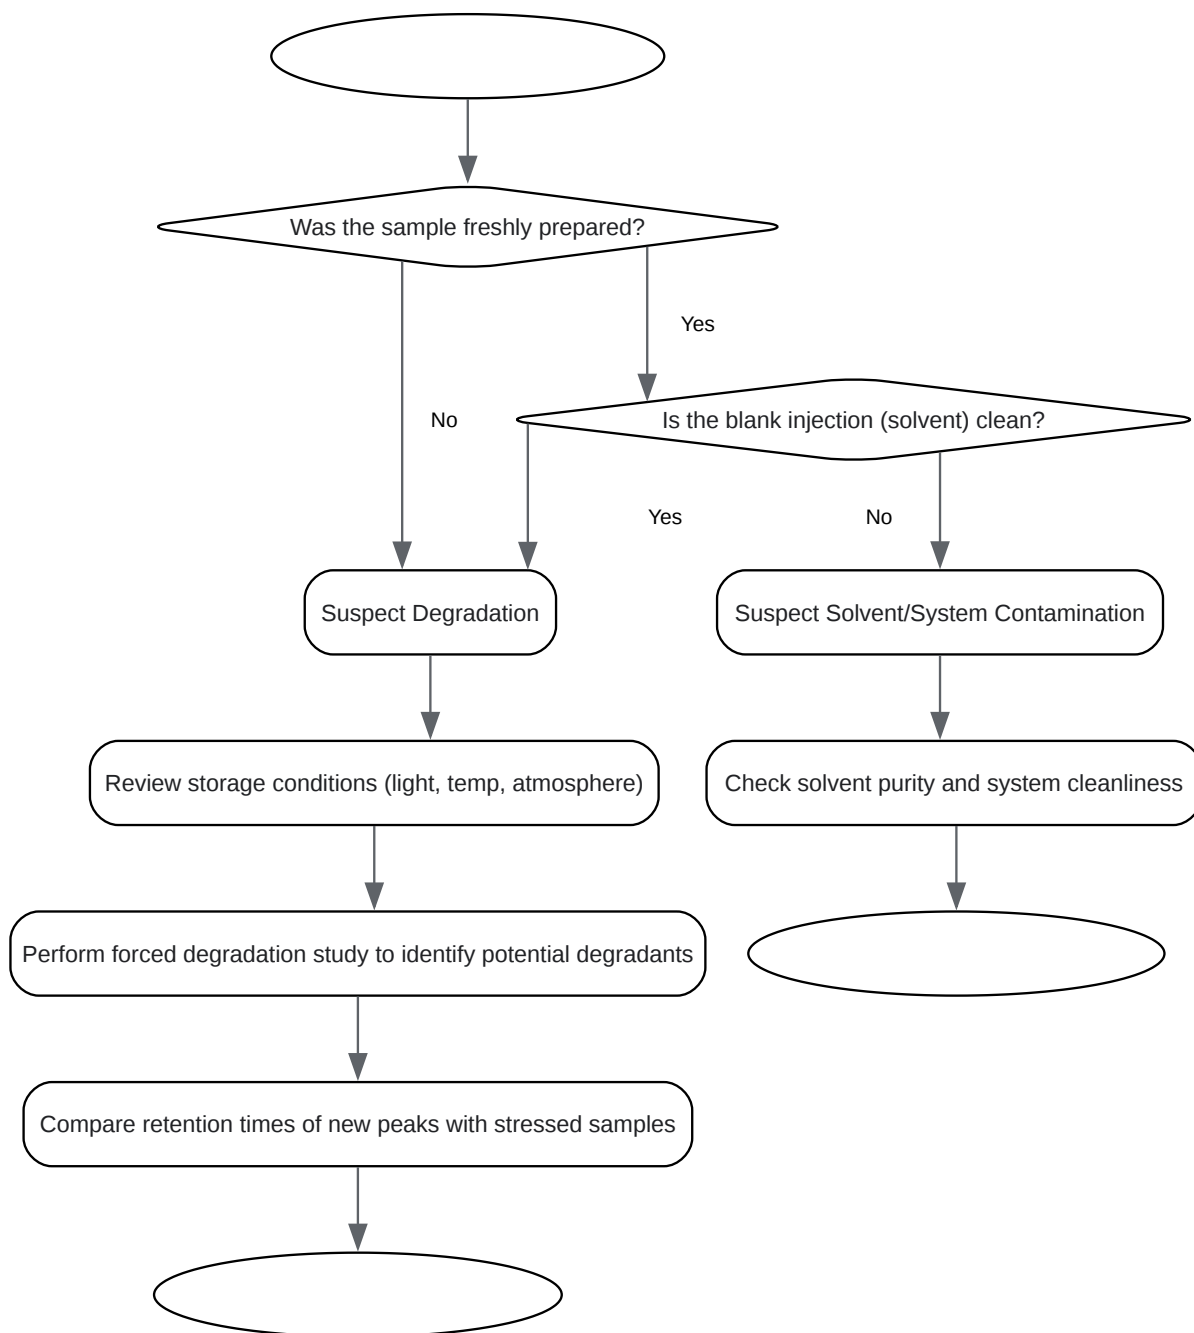 Was the sample freshly prepared?
Yes
No
Is the blank injection (solvent) clean?
Yes
No
Suspect Degradation
Suspect Solvent/System Contamination
Review storage conditions (light, temp, atmosphere)
Check solvent purity and system cleanliness
Perform forced degradation study to identify potential degradants
Compare retention times of new peaks with stressed samples